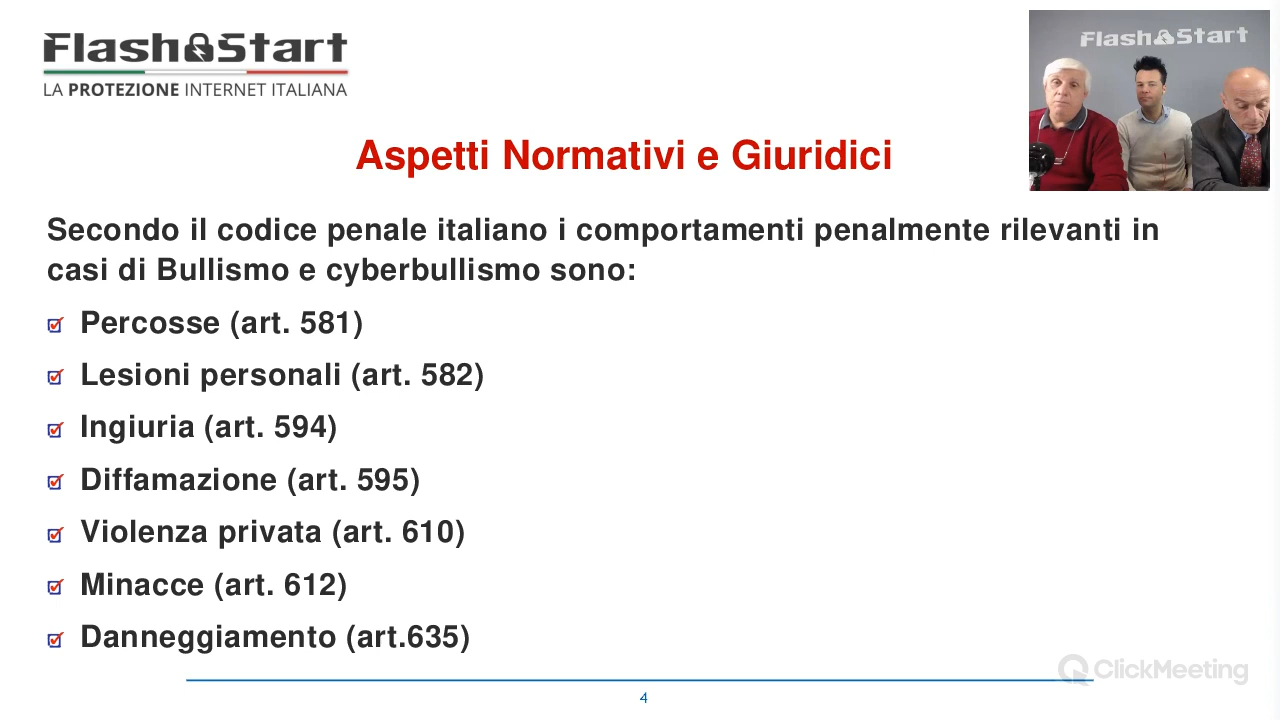 Flash Start
LA PROTEZIONE INTERNET ITALIANA
Flash Start
Aspetti Normativi e Giuridici
Secondo il codice penale italiano i comportamenti penalmente rilevanti in
casi di Bullismo e cyberbullismo sono:
Percosse (art. 581)
Lesioni personali (art. 582)
Ingiuria (art. 594)
Diffamazione (art. 595)
Violenza privata (art. 610)
Minacce (art. 612)
Danneggiamento (art.635)
ClickMeeting
4